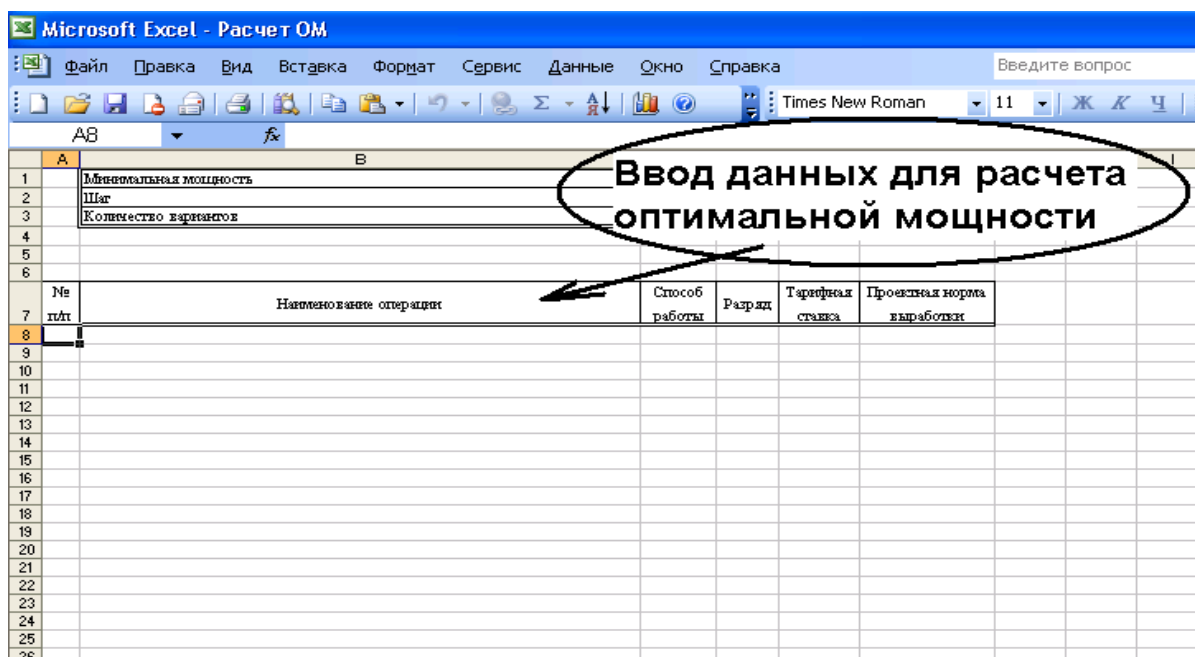 Microsoft Excel - Расчет ОМ
Файл Правка Вид Вставка Формат Сервис Данные Окно Справка Введите вопрос
Times New Roman 11 Ж К Ч
A8 fx
A B I
1 Минимальная мощность
2 Шаг
3 Количество вариантов
Ввод данных для расчета
оптимальной мощности
4
5
6
7 № п/п Наименование операции Способ работы Разряд Тарифная ставка Проектная норма выработки
8
9
10
11
12
13
14
15
16
17
18
19
20
21
22
23
24
25
26